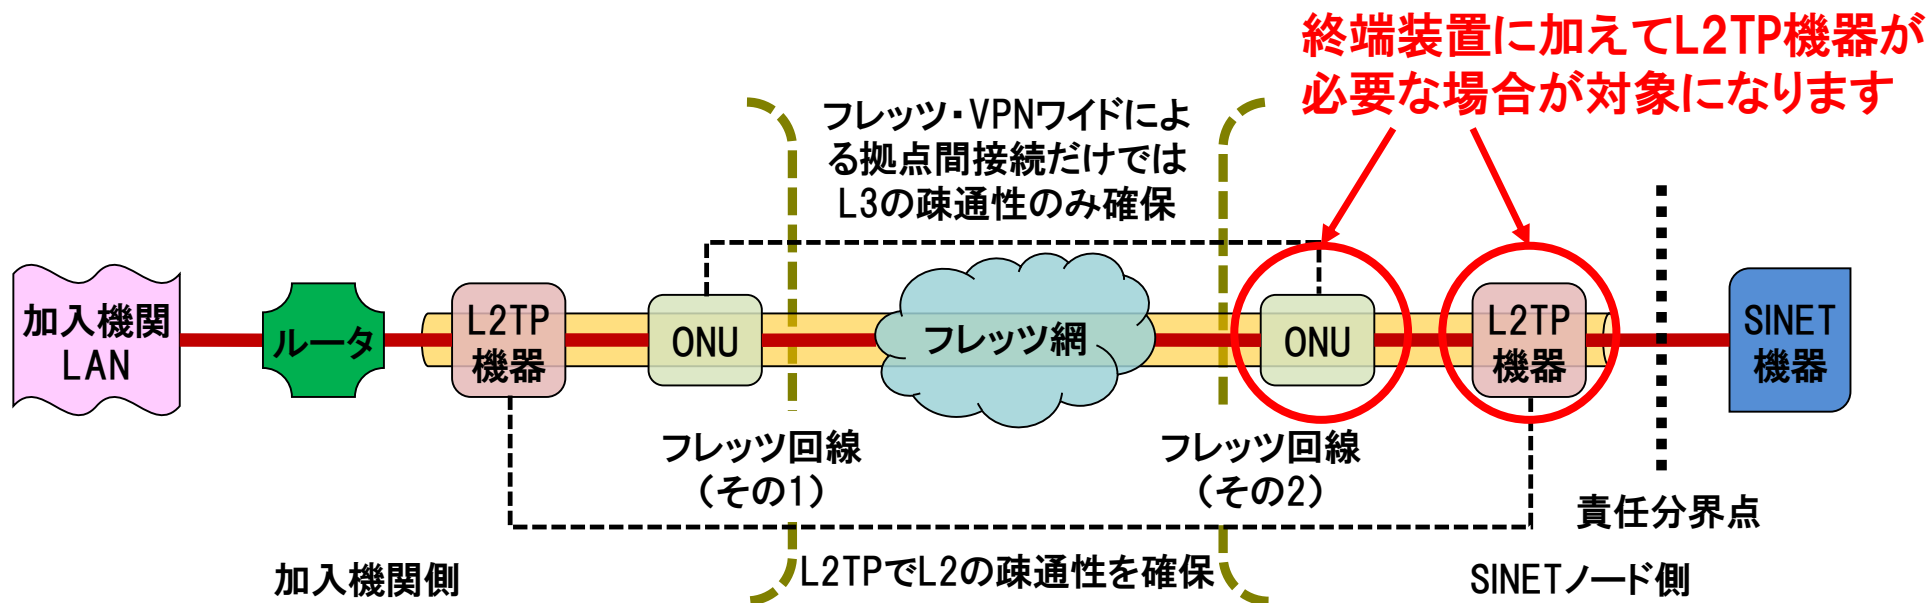 終端装置に加えてL2TP機器が
必要な場合が対象になります
フレッツ・VPNワイドによ
る拠点間接続だけでは
L3の疎通性のみ確保
加入機関
LAN
ルータ
L2TP
機器
ONU
フレッツ網
ONU
L2TP
機器
SINET
機器
フレッツ回線
(その1)
フレッツ回線
(その2)
責任分界点
加入機関側
L2TPでL2の疎通性を確保
SINETノード側